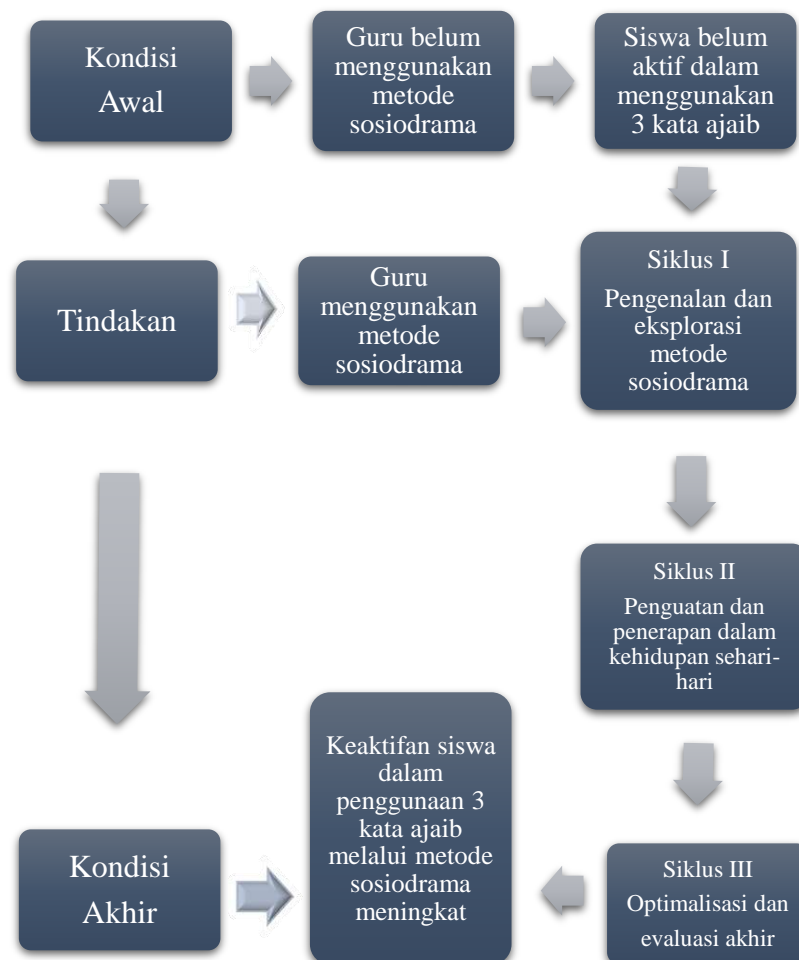 Kondisi
Awal
Guru belum
menggunakan
metode
sosiodrama
Siswa belum
aktif dalam
menggunakan
3 kata ajaib
Tindakan
Guru
menggunakan
metode
sosiodrama
Siklus I
Pengenalan dan
eksplorasi
metode
sosiodrama
Siklus II
Penguatan dan
penerapan dalam
kehidupan sehari-
hari
Kondisi
Akhir
Keaktifan siswa
dalam
penggunaan 3
kata ajaib
melalui metode
sosiodrama
meningkat
Siklus III
Optimalisasi dan
evaluasi akhir